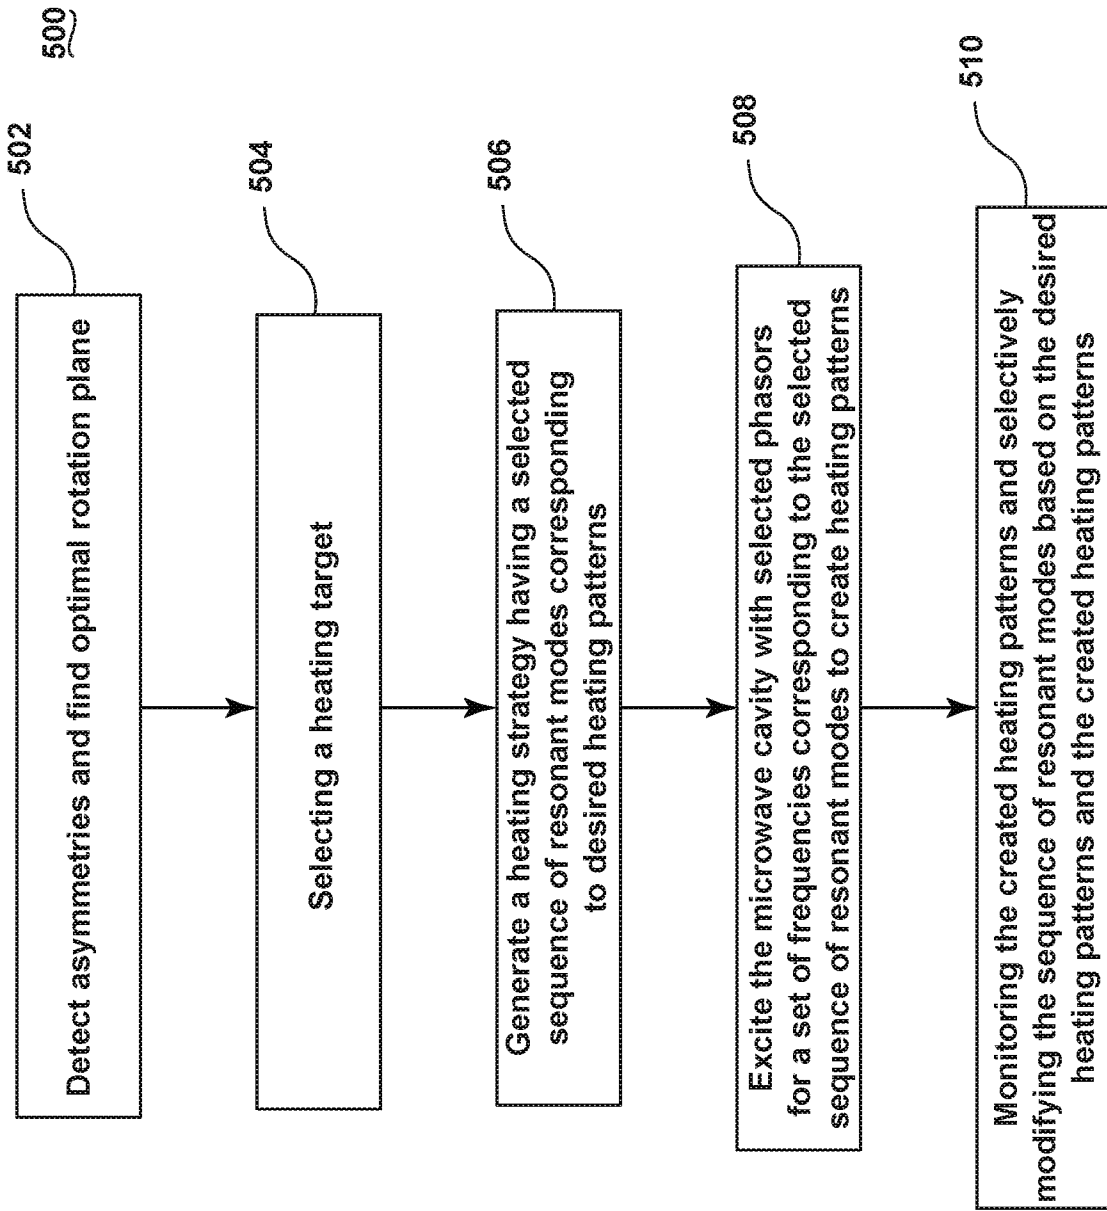 500
502
Detect asymmetries and find optimal rotation plane
504
Selecting a heating target
506
Generate a heating strategy having a selected
sequence of resonant modes corresponding
to desired heating patterns
508
Excite the microwave cavity with selected phasors
for a set of frequencies corresponding to the selected
sequence of resonant modes to create heating patterns
510
Monitoring the created heating patterns and selectively
modifying the sequence of resonant modes based on the desired
heating patterns and the created heating patterns